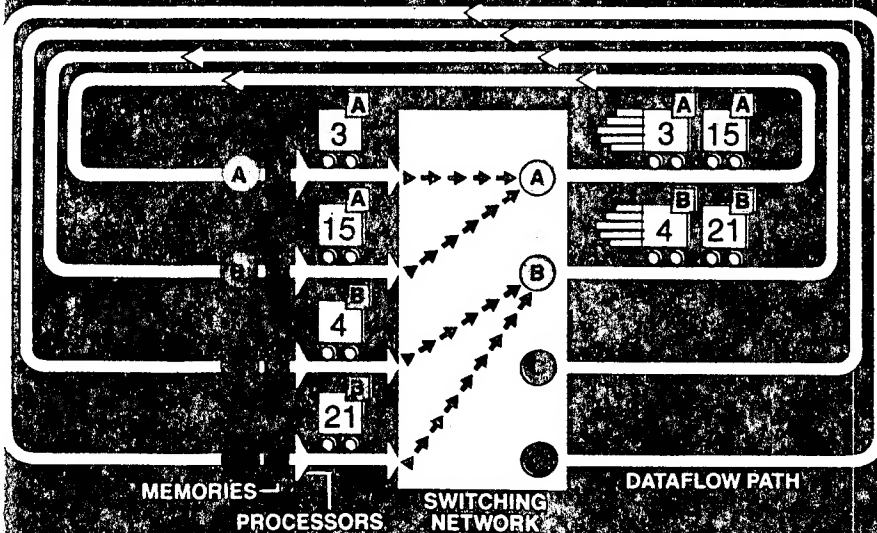 A
3
A
A
3
15
A
A
A
15
B
B
4
21
B
B
B
4
B
21
MEMORIES
DATAFLOW PATH
SWITCHING
PROCESSORS
NETWORK